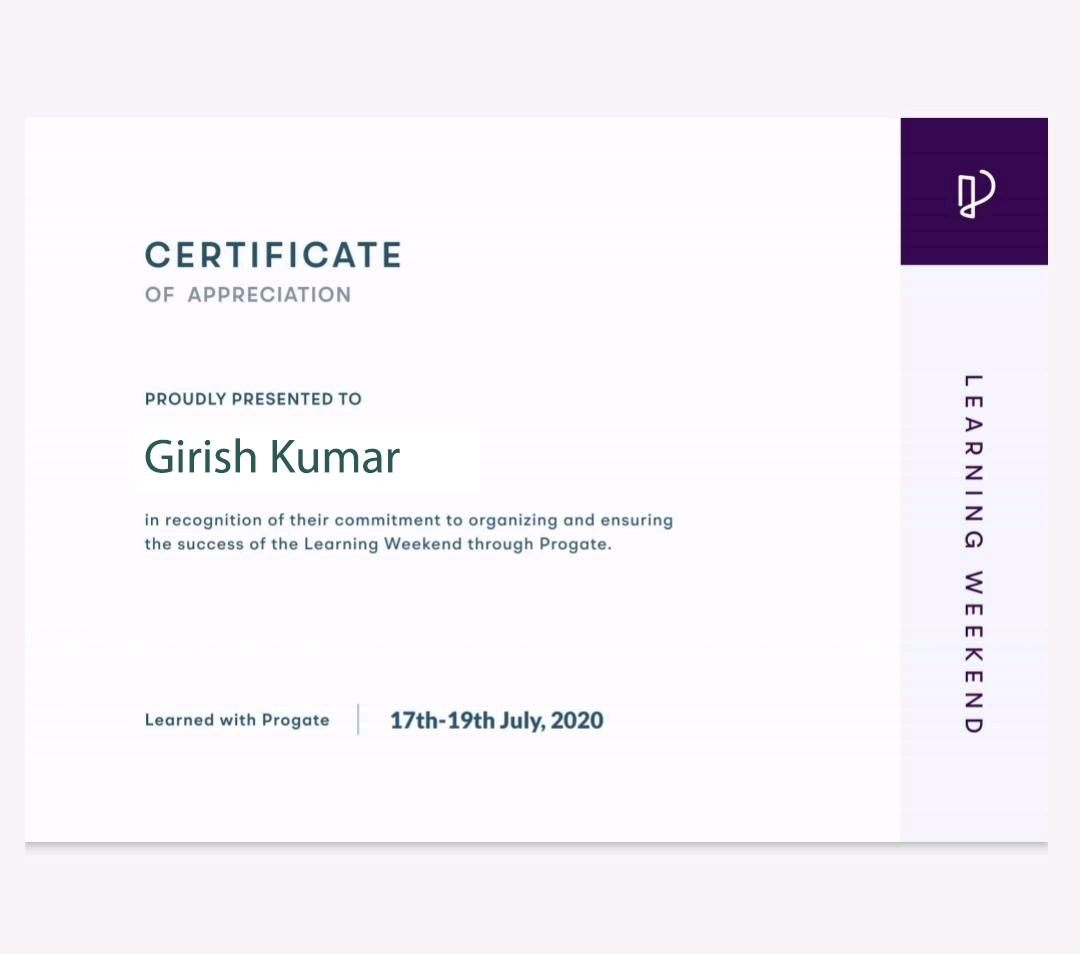 CERTIFICATE
OF APPRECIATION
PROUDLY PRESENTED TO
Girish Kumar
in recognition of their commitment to organizing and ensuring
the success of the Learning Weekend through Progate.
Learned with Progate
17th-19th July, 2020
LEARNING WEEKEND